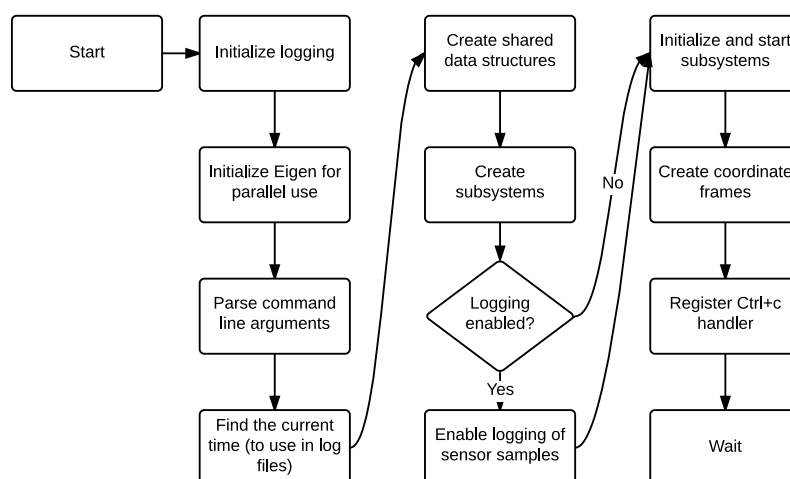 Start
Initialize logging
Initialize Eigen for
parallel use
Parse command
line arguments
Find the current
time (to use in log
files)
Create shared
data structures
Create
subsystems
Logging
enabled?
No
Yes
Enable logging of
sensor samples
Initialize and start
subsystems
Create coordinate
frames
Register Ctrl+c
handler
Wait